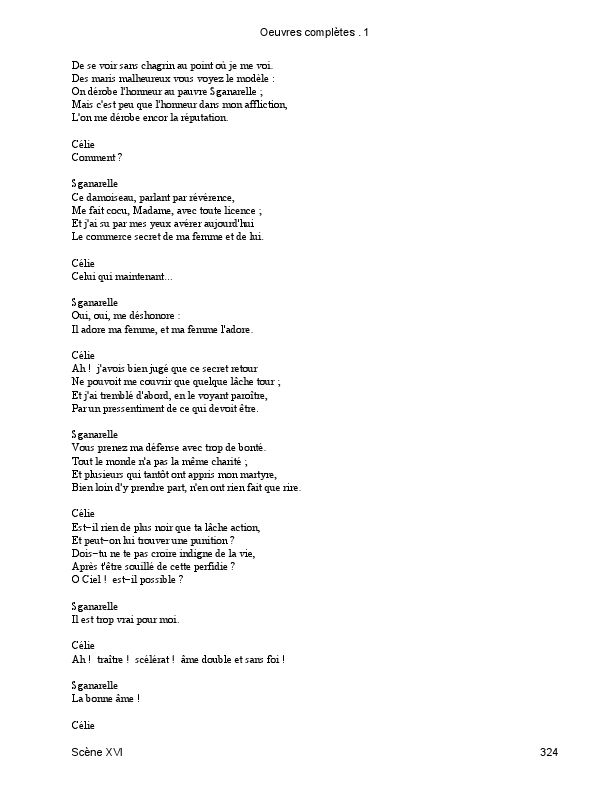 Oeuvres complètes . 1
De se voir sans chagrin au point où je me voi.
Des maris malheureux vous voyez le modèle :
On dérobe l'honneur au pauvre Sganarelle ;
Mais c'est peu que l'honneur dans mon affliction,
L'on me dérobe encor la réputation.
Célie
Comment ?
Sganarelle
Ce damoiseau, parlant par révérence,
Me fait cocu, Madame, avec toute licence ;
Et j'ai su par mes yeux avérer aujourd'hui
Le commerce secret de ma femme et de lui.
Célie
Celui qui maintenant...
Sganarelle
Oui, oui, me déshonore :
Il adore ma femme, et ma femme l'adore.
Célie
Ah ! j'avois bien jugé que ce secret retour
Ne pouvoit me couvrir que quelque lâche tour ;
Et j'ai tremblé d'abord, en le voyant paroître,
Par un pressentiment de ce qui devoit être.
Sganarelle
Vous prenez ma défense avec trop de bonté.
Tout le monde n'a pas la même charité ;
Et plusieurs qui tantôt ont appris mon martyre,
Bien loin d'y prendre part, n'en ont rien fait que rire.
Célie
Est-il rien de plus noir que ta lâche action,
Et peut-on lui trouver une punition ?
Dois-tu ne te pas croire indigne de la vie,
Après t'être souillé de cette perfidie ?
O Ciel ! est-il possible ?
Sganarelle
Il est trop vrai pour moi.
Célie
Ah ! traître ! scélérat ! âme double et sans foi !
Sganarelle
La bonne âme !
Célie
Scène XVI 324